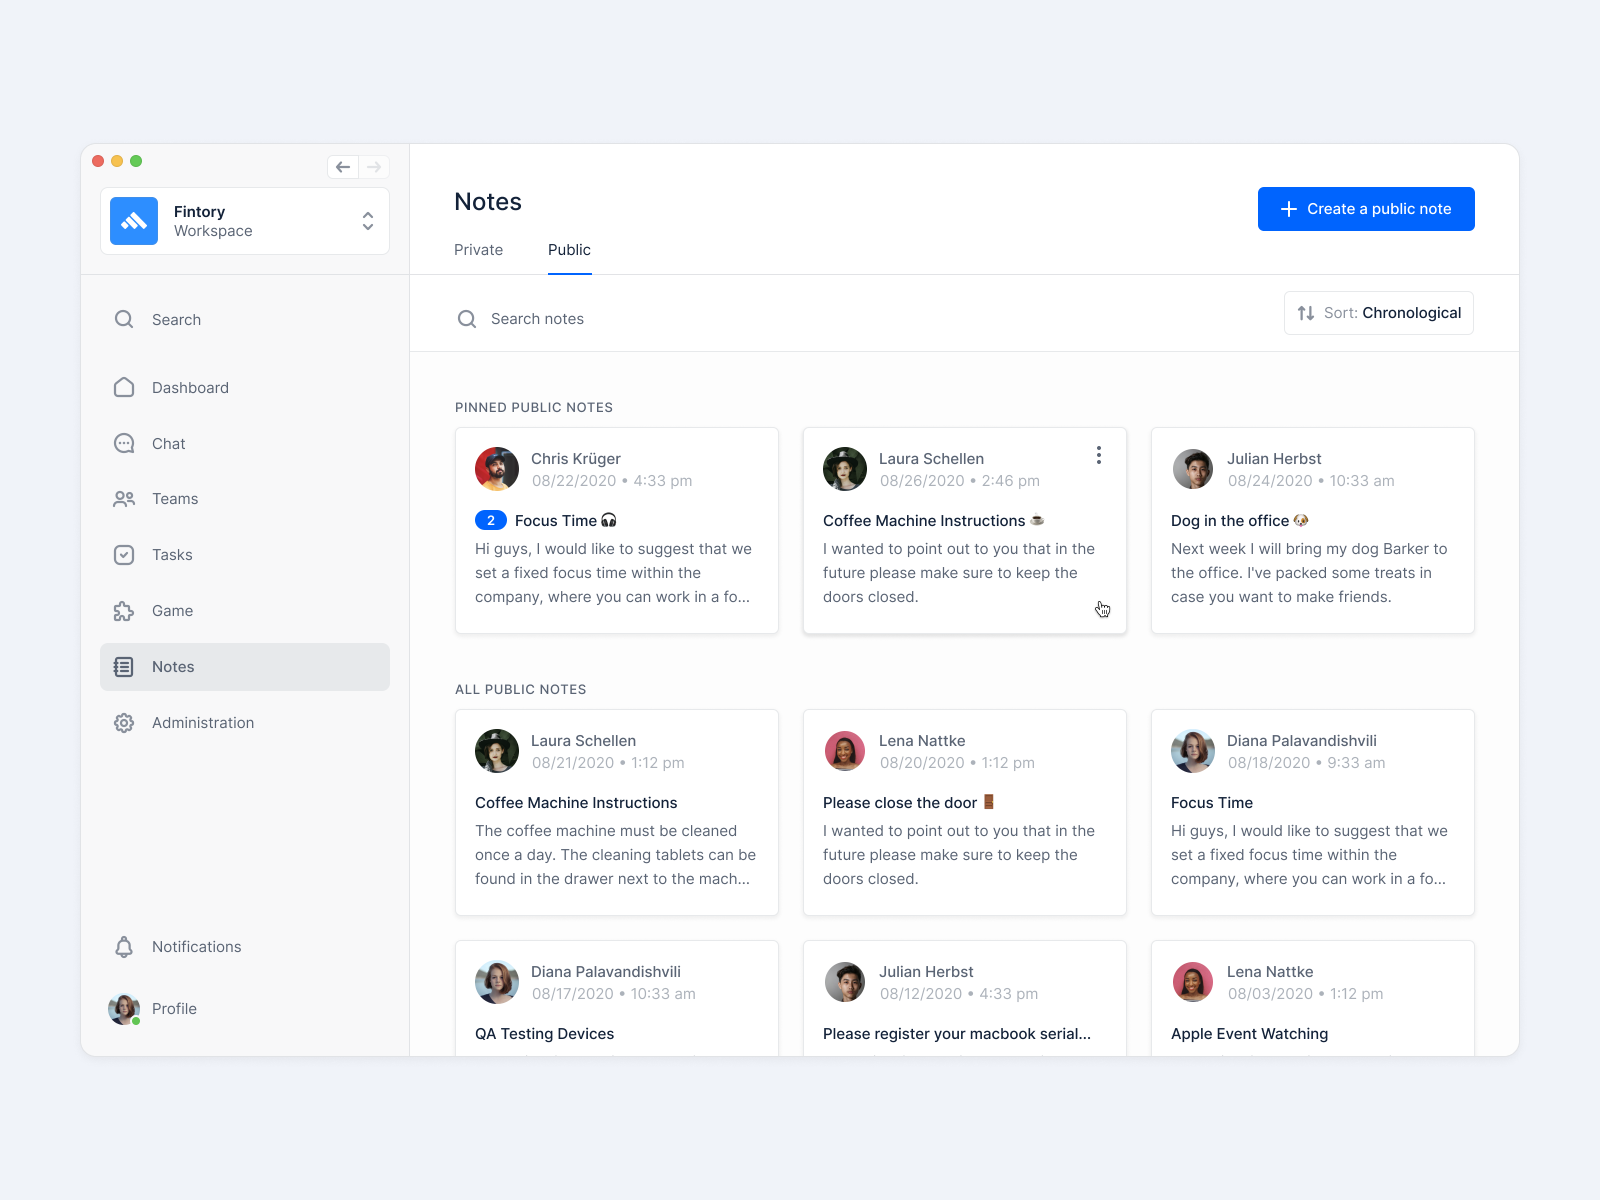 Fintory
Workspace
Search
Dashboard
Chat
Teams
Tasks
Game
Notes
Administration
Notifications
Profile
Notes
Create a public note
Private
Public
Search notes
Sort: Chronological
PINNED PUBLIC NOTES
Chris Krüger
08/22/2020 • 4:33 pm
2 Focus Time 🎧
Hi guys, I would like to suggest that we
set a fixed focus time within the
company, where you can work in a fo...
Laura Schellen
08/26/2020 • 2:46 pm
Coffee Machine Instructions ☕
I wanted to point out to you that in the
future please make sure to keep the
doors closed.
Julian Herbst
08/24/2020 • 10:33 am
Dog in the office 🐶
Next week I will bring my dog Barker to
the office. I've packed some treats in
case you want to make friends.
ALL PUBLIC NOTES
Laura Schellen
08/21/2020 • 1:12 pm
Coffee Machine Instructions
The coffee machine must be cleaned
once a day. The cleaning tablets can be
found in the drawer next to the mach...
Lena Nattke
08/20/2020 • 1:12 pm
Please close the door 🚪
I wanted to point out to you that in the
future please make sure to keep the
doors closed.
Diana Palavandishvili
08/18/2020 • 9:33 am
Focus Time
Hi guys, I would like to suggest that we
set a fixed focus time within the
company, where you can work in a fo...
Diana Palavandishvili
08/17/2020 • 10:33 am
QA Testing Devices
Julian Herbst
08/12/2020 • 4:33 pm
Please register your macbook serial...
Lena Nattke
08/03/2020 • 1:12 pm
Apple Event Watching